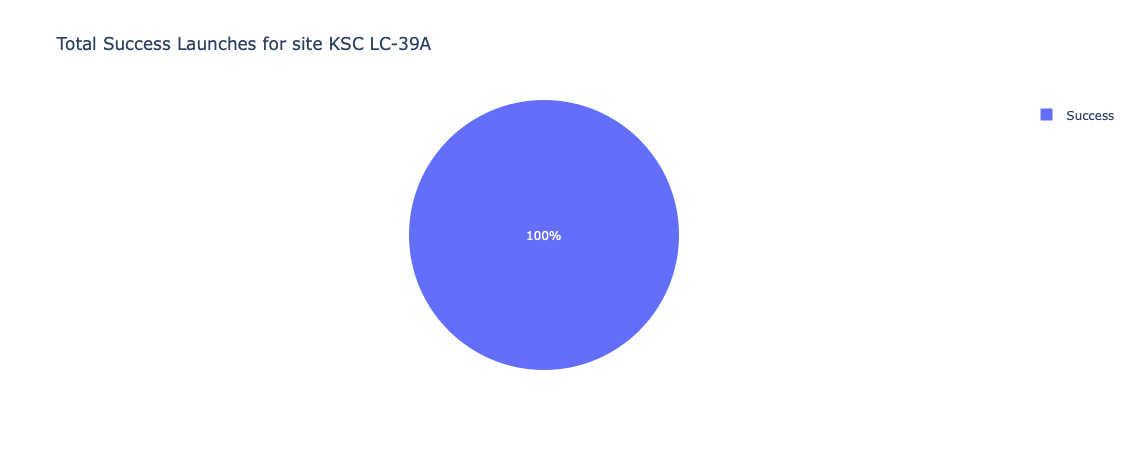 Total Success Launches for site KSC LC-39A
Success
100%